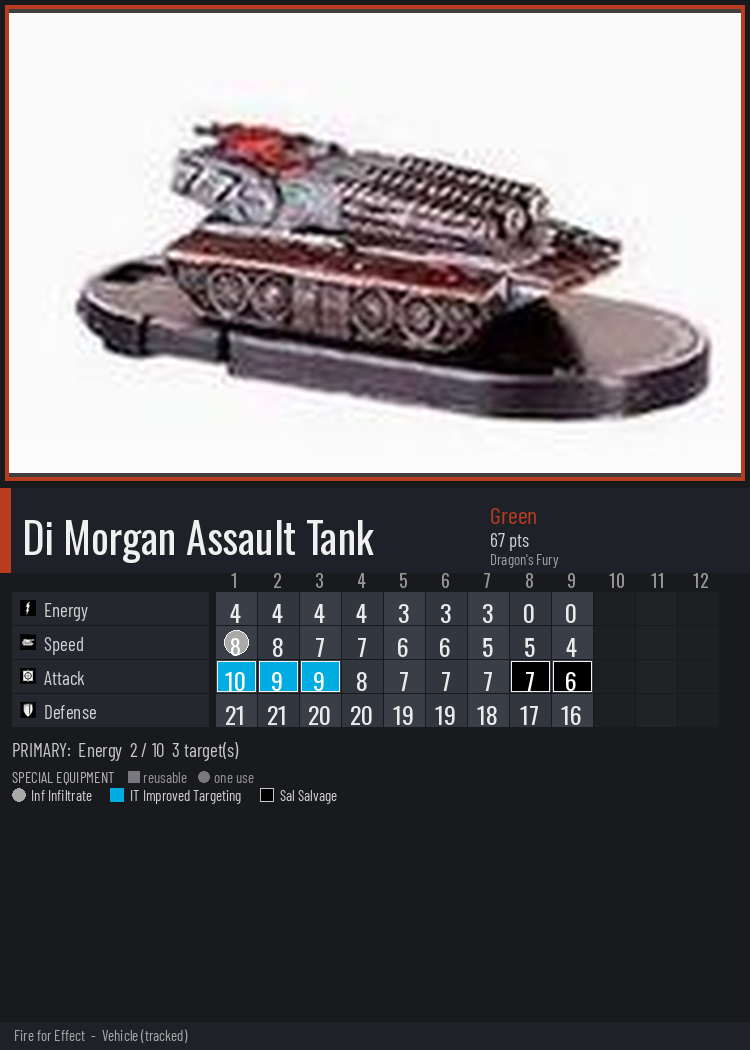 Di Morgan Assault Tank
Green
67 pts
Dragon's Fury
1 2 3 4 5 6 7 8 9 10 11 12
Energy 4 4 4 4 3 3 3 0 0
Speed 8 8 7 7 6 6 5 5 4
Attack 10 9 9 8 7 7 7 7 6
Defense 21 21 20 20 19 19 18 17 16
PRIMARY: Energy 2 / 10 3 target(s)
SPECIAL EQUIPMENT reusable one use
Inf Infiltrate IT Improved Targeting Sal Salvage
Fire for Effect - Vehicle (tracked)